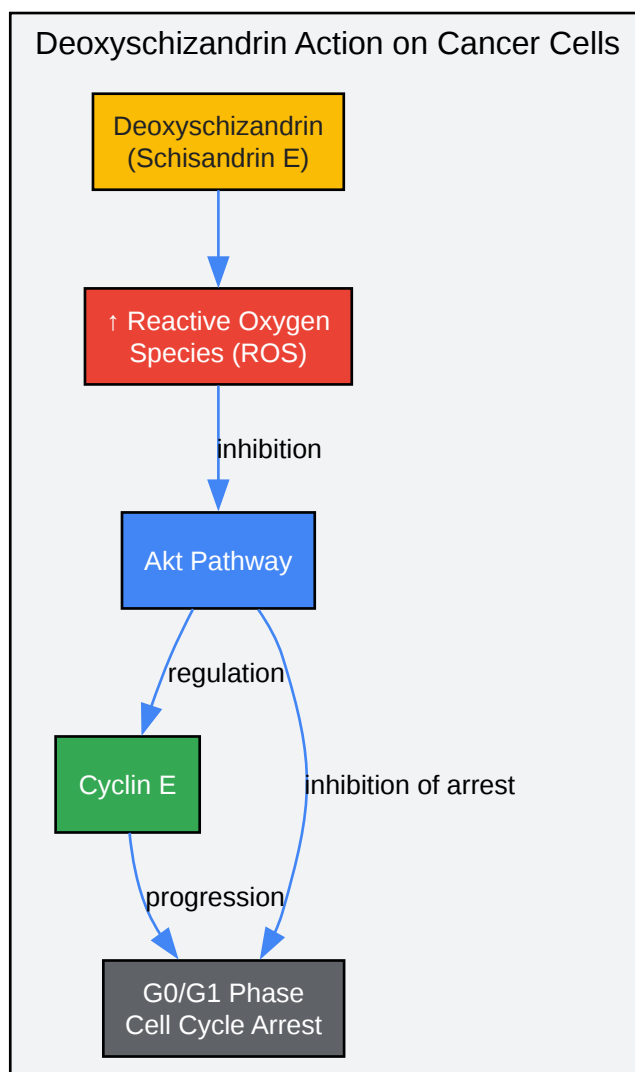 Deoxyschizandrin Action on Cancer Cells
Deoxyschizandrin
(Schisandrin E)
↑ Reactive Oxygen
Species (ROS)
inhibition
Akt Pathway
regulation
Cyclin E
inhibition of arrest
progression
G0/G1 Phase
Cell Cycle Arrest